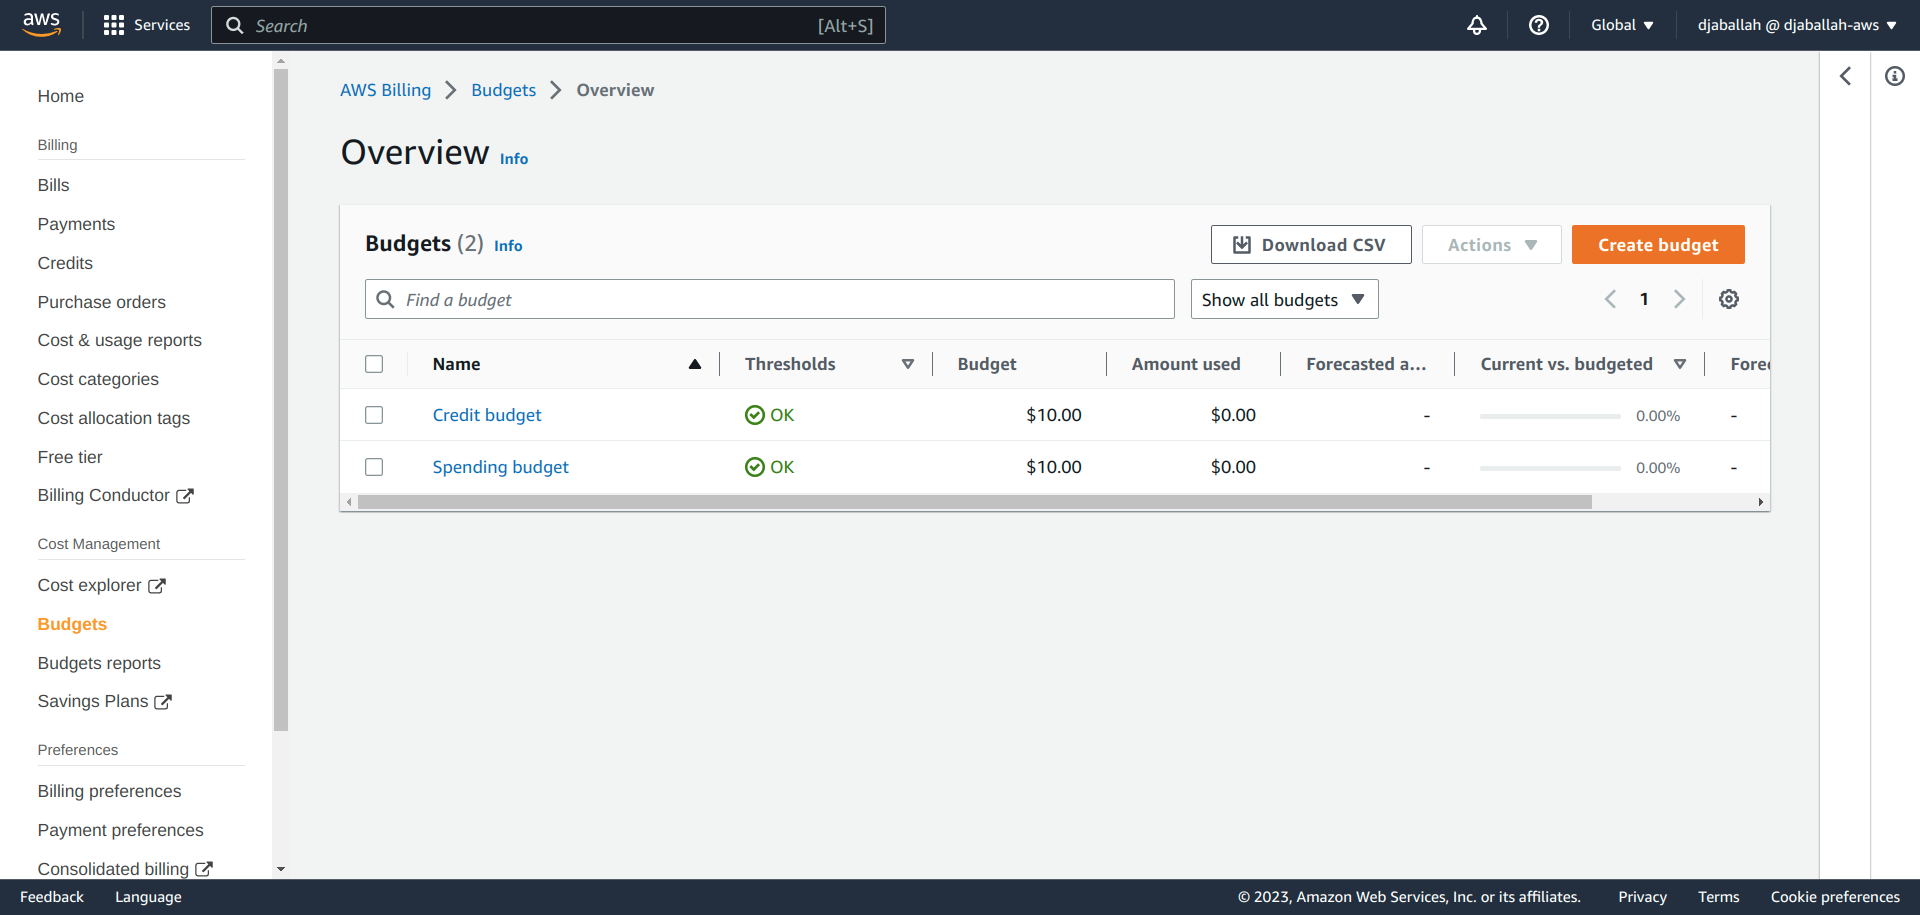 aws Services Search [Alt+S] Global djaballah @ djaballah-aws
Home
Billing
Bills
Payments
Credits
Purchase orders
Cost & usage reports
Cost categories
Cost allocation tags
Free tier
Billing Conductor
Cost Management
Cost explorer
Budgets
Budgets reports
Savings Plans
Preferences
Billing preferences
Payment preferences
Consolidated billing
AWS Billing Budgets Overview
Overview Info
Budgets (2) Info Download CSV Actions Create budget
Find a budget Show all budgets 1
Name Thresholds Budget Amount used Forecasted a... Current vs. budgeted Fore
Credit budget OK $10.00 $0.00 - 0.00% -
Spending budget OK $10.00 $0.00 - 0.00% -
Feedback Language © 2023, Amazon Web Services, Inc. or its affiliates. Privacy Terms Cookie preferences